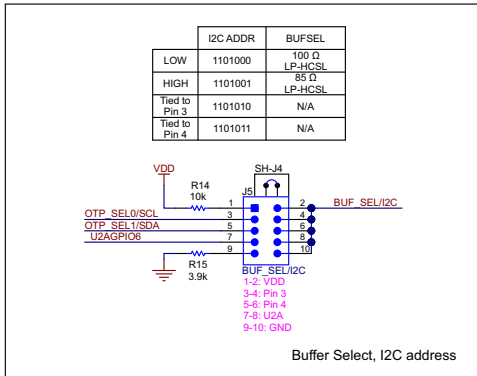 I2C ADDR BUFSEL
LOW 1101000 100 Ω LP-HCSL
HIGH 1101001 85 Ω LP-HCSL
Tied to Pin 3 1101010 N/A
Tied to Pin 4 1101011 N/A
VDD
SH-J4
R14
10k
J5
1 2 BUF_SEL/I2C
OTP_SEL0/SCL 3 4
OTP_SEL1/SDA 5 6
U2AGPIO6 7 8
9 10
R15
3.9k
BUF_SEL/I2C
1-2: VDD
3-4: Pin 3
5-6: Pin 4
7-8: U2A
9-10: GND
Buffer Select, I2C address